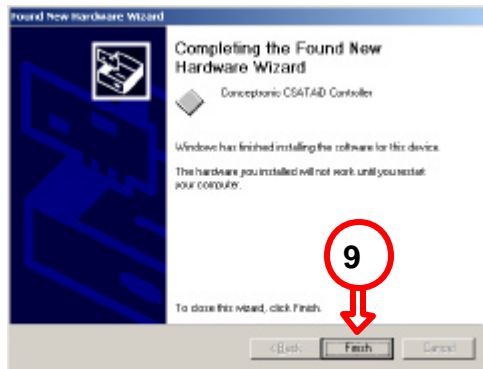 Found New Hardware Wizard
Completing the Found New
Hardware Wizard
Conceptronic CSATAiD Controller
Windows has finished installing the software for this device.
The hardware you installed will not work until you restart
your computer.
9
To close this wizard, click Finish.
< Back
Finish
Cancel